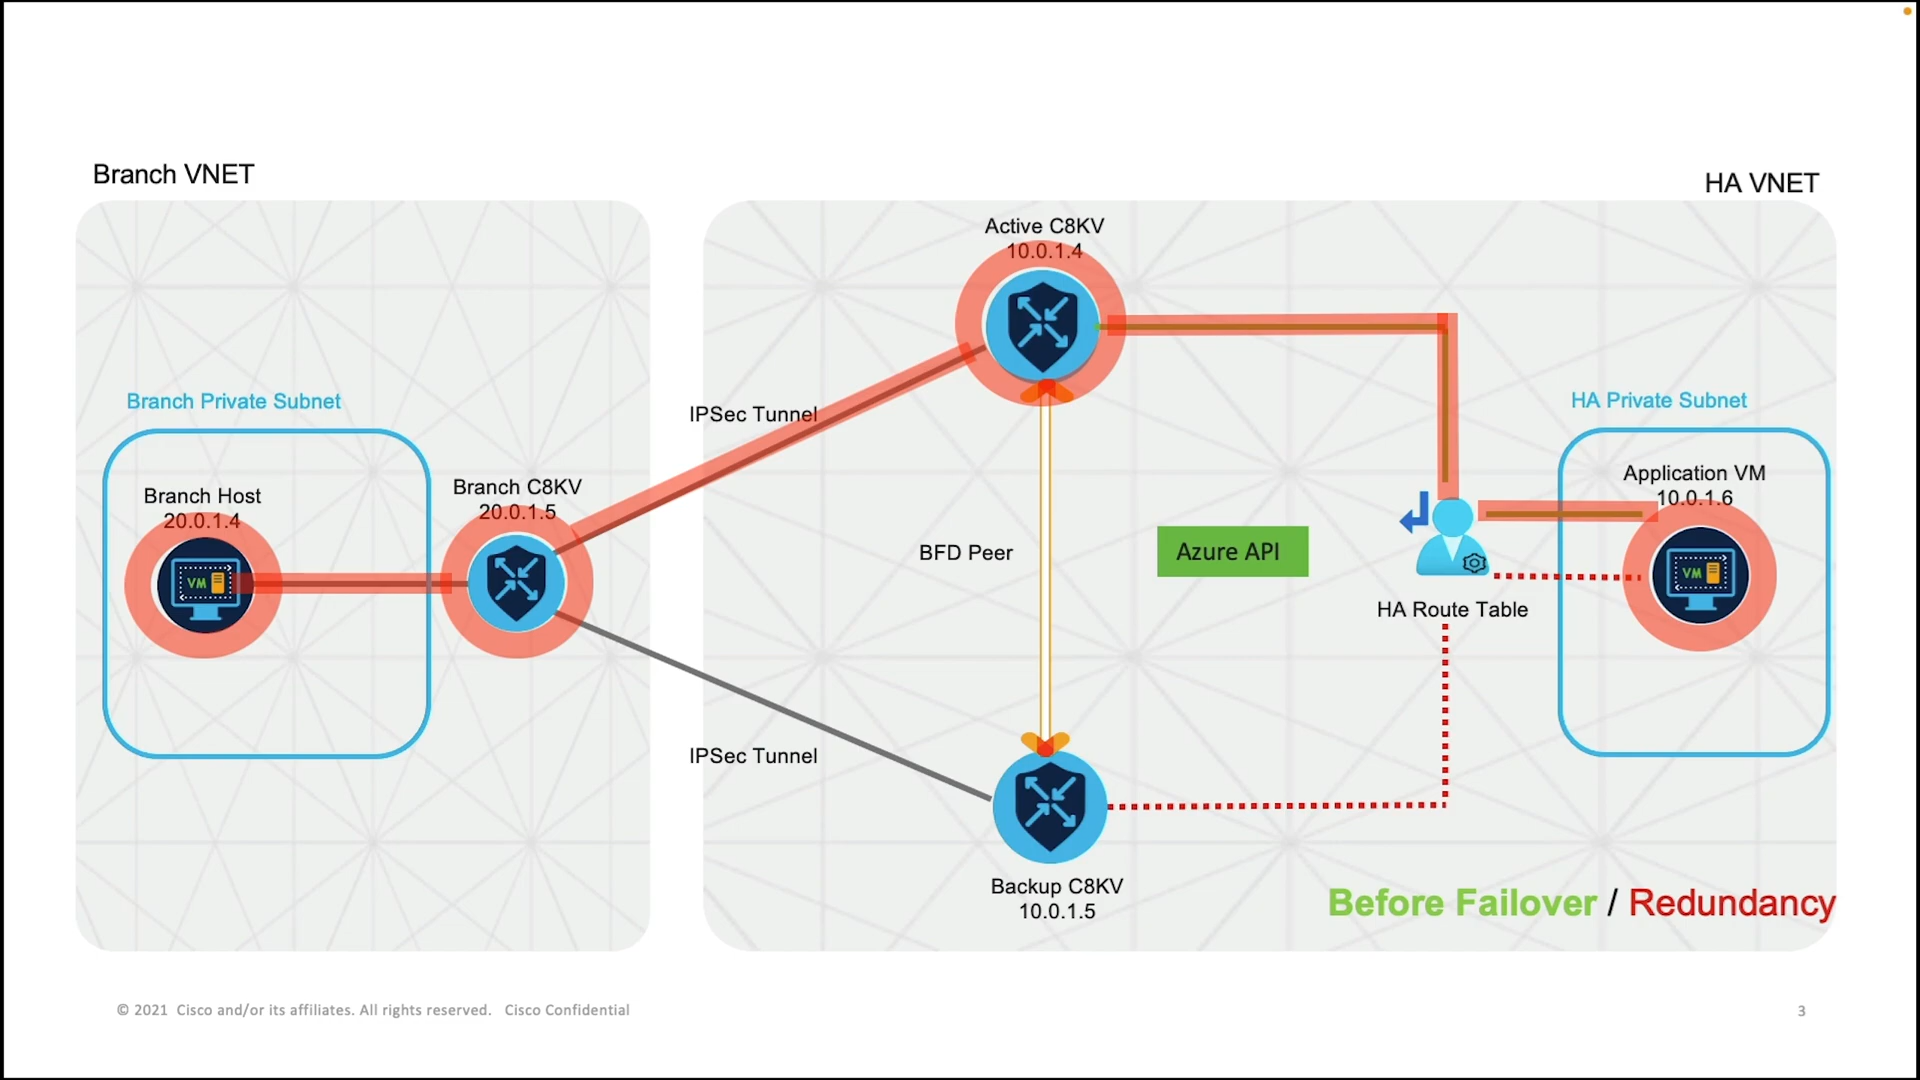 Branch VNET
HA VNET
Active C8KV
10.0.1.4
IPSec Tunnel
Branch Private Subnet
HA Private Subnet
Branch Host
20.0.1.4
Branch C8KV
20.0.1.5
Application VM
10.0.1.6
VM
VM
BFD Peer
Azure API
HA Route Table
IPSec Tunnel
Backup C8KV
10.0.1.5
Before Failover / Redundancy
© 2021 Cisco and/or its affiliates. All rights reserved. Cisco Confidential
3